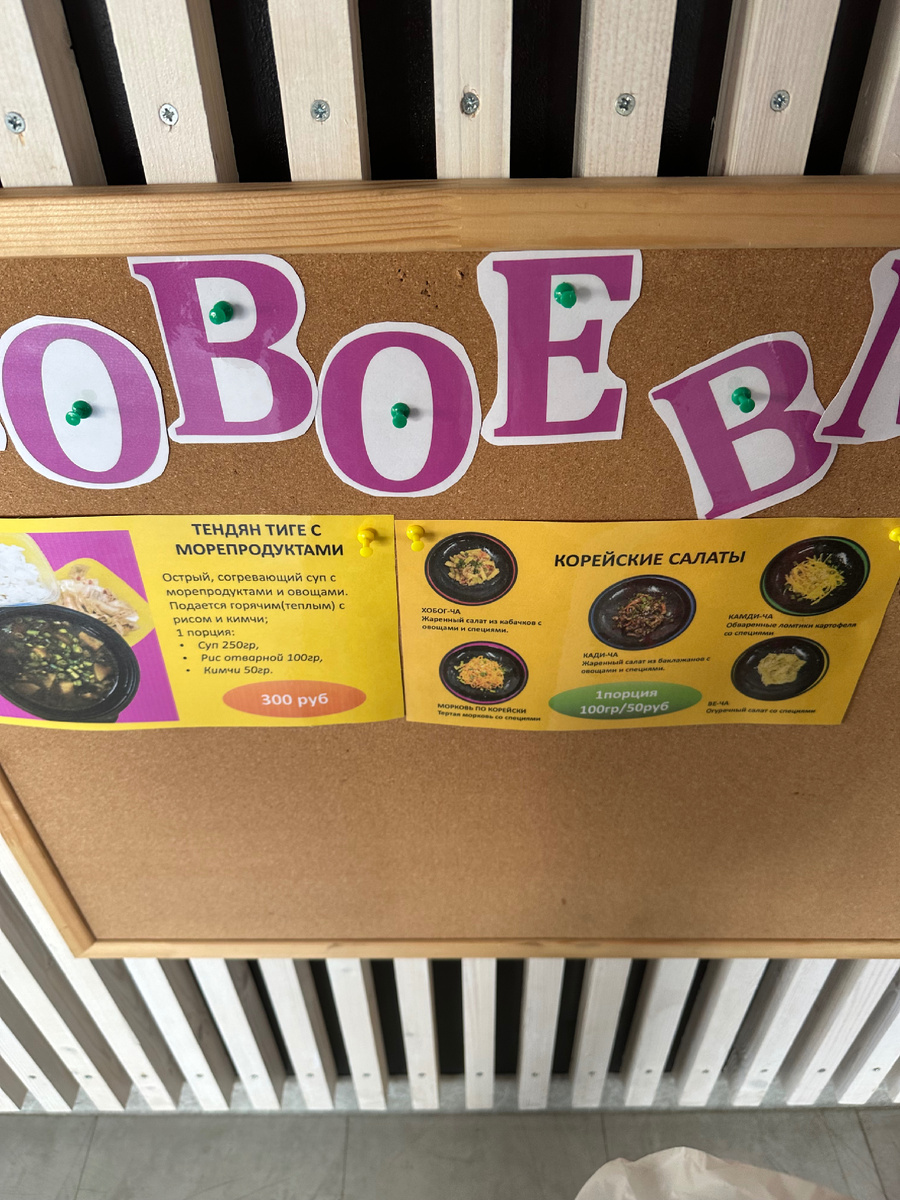 ОВОЕ В
ТЕНДЯН ТИГЕ С
МОРЕПРОДУКТАМИ
Острый, согревающий суп с
морепродуктами и овощами.
Подается горячим(теплым) с
рисом и кимчи;
1 порция:
• Суп 250гр,
• Рис отварной 100гр,
• Кимчи 50гр.
300 руб
КОРЕЙСКИЕ САЛАТЫ
ХОБОГ-ЧА
Жаренный салат из кабачков с
овощами и специями.
КАДИ-ЧА
Жаренный салат из баклажанов с
овощами и специями.
КАМДИ-ЧА
Обваренные ломтики картофеля
со специями
МОРКОВЬ ПО КОРЕЙСКИ
Тертая морковь со специями
1порция
100гр/50руб
ВЕ-ЧА
Огуречный салат со специями